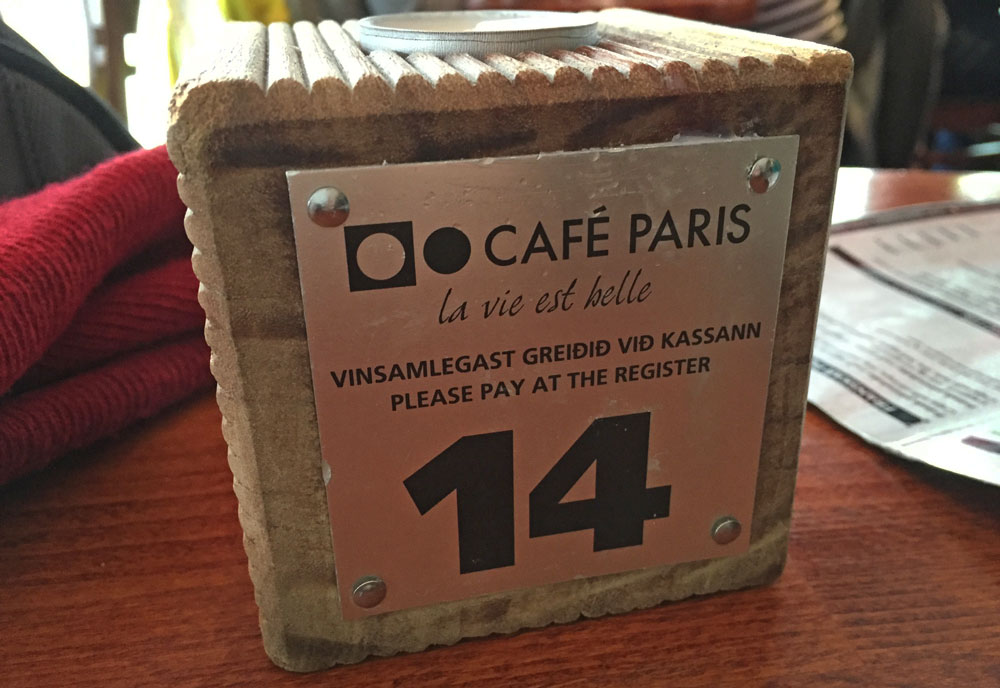 CAFÉ PARIS
la vie est belle
VINSAMLEGAST GREIÐIÐ VIÐ KASSANN
PLEASE PAY AT THE REGISTER
14